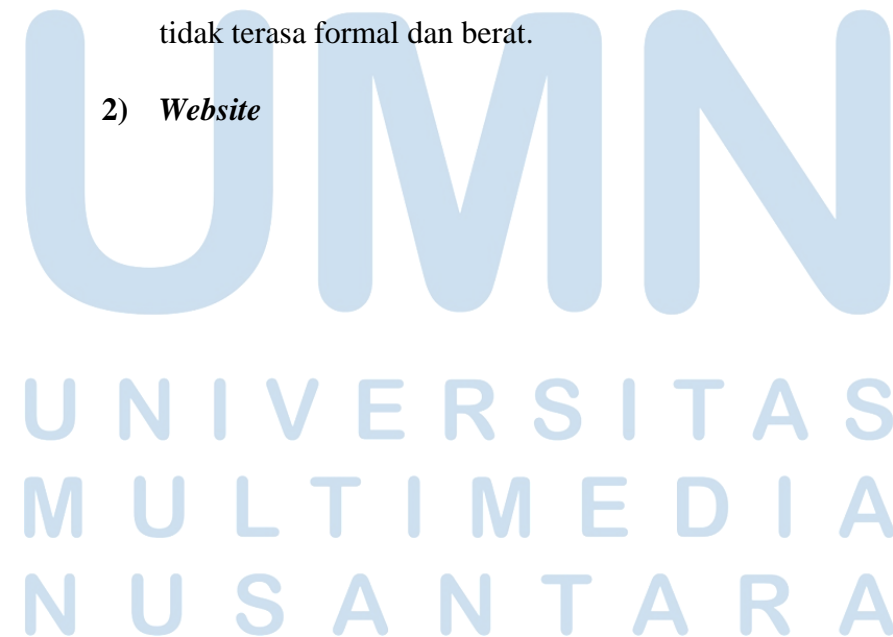 tidak terasa formal dan berat.
2) Website
UMN
UNIVERSITAS
MULTIMEDIA
NUSANTARA